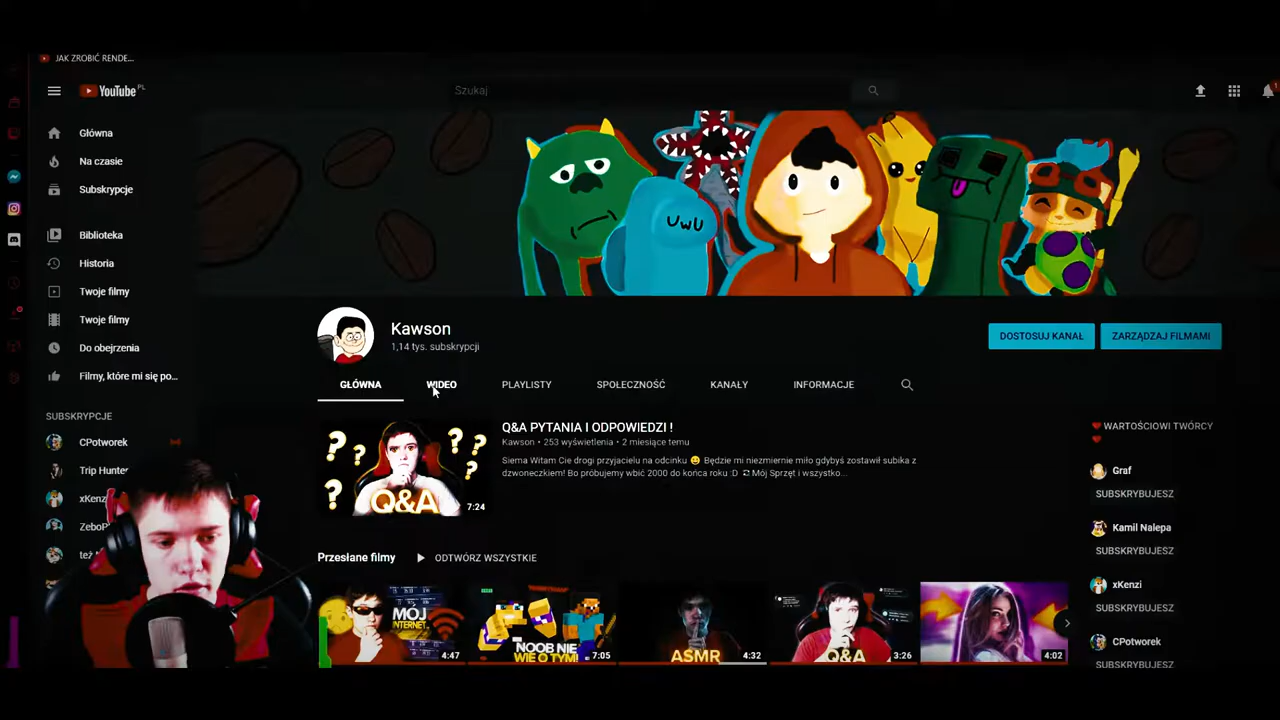 JAK ZROBIĆ RENDE...
YouTube PL
Szukaj
1
Główna
Na czasie
Subskrypcje
Biblioteka
Historia
Twoje filmy
Twoje filmy
Do obejrzenia
Filmy, które mi się po...
SUBSKRYPCJE
CPotworek
Trip Hunter
xKenzi
ZeboP
też
UwU
Kawson
1,14 tys. subskrypcji
DOSTOSUJ KANAŁ
ZARZĄDZAJ FILMAMI
GŁÓWNA
WIDEO
PLAYLISTY
SPOŁECZNOŚĆ
KANAŁY
INFORMACJE
Q&A
7:24
Q&A PYTANIA I ODPOWIEDZI !
Kawson • 253 wyświetlenia • 2 miesiące temu
Siema Witam Cie drogi przyjacielu na odcinku 😀 Będzie mi niezmiernie miło gdybyś zostawił subika z
dzwoneczkiem! Bo próbujemy wbić 2000 do końca roku :D ⮂ Mój Sprzęt i wszystko...
Przesłane filmy
ODTWÓRZ WSZYSTKIE
MÓJ
INTERNET..
4:47
NOOB NIE
WIE O TYM!
7:05
ASMR
4:32
Q&A
3:26
4:02
WARTOŚCIOWI TWÓRCY
Graf
SUBSKRYBUJESZ
Kamil Nalepa
SUBSKRYBUJESZ
xKenzi
SUBSKRYBUJESZ
CPotworek
SUBSKRYBUJESZ